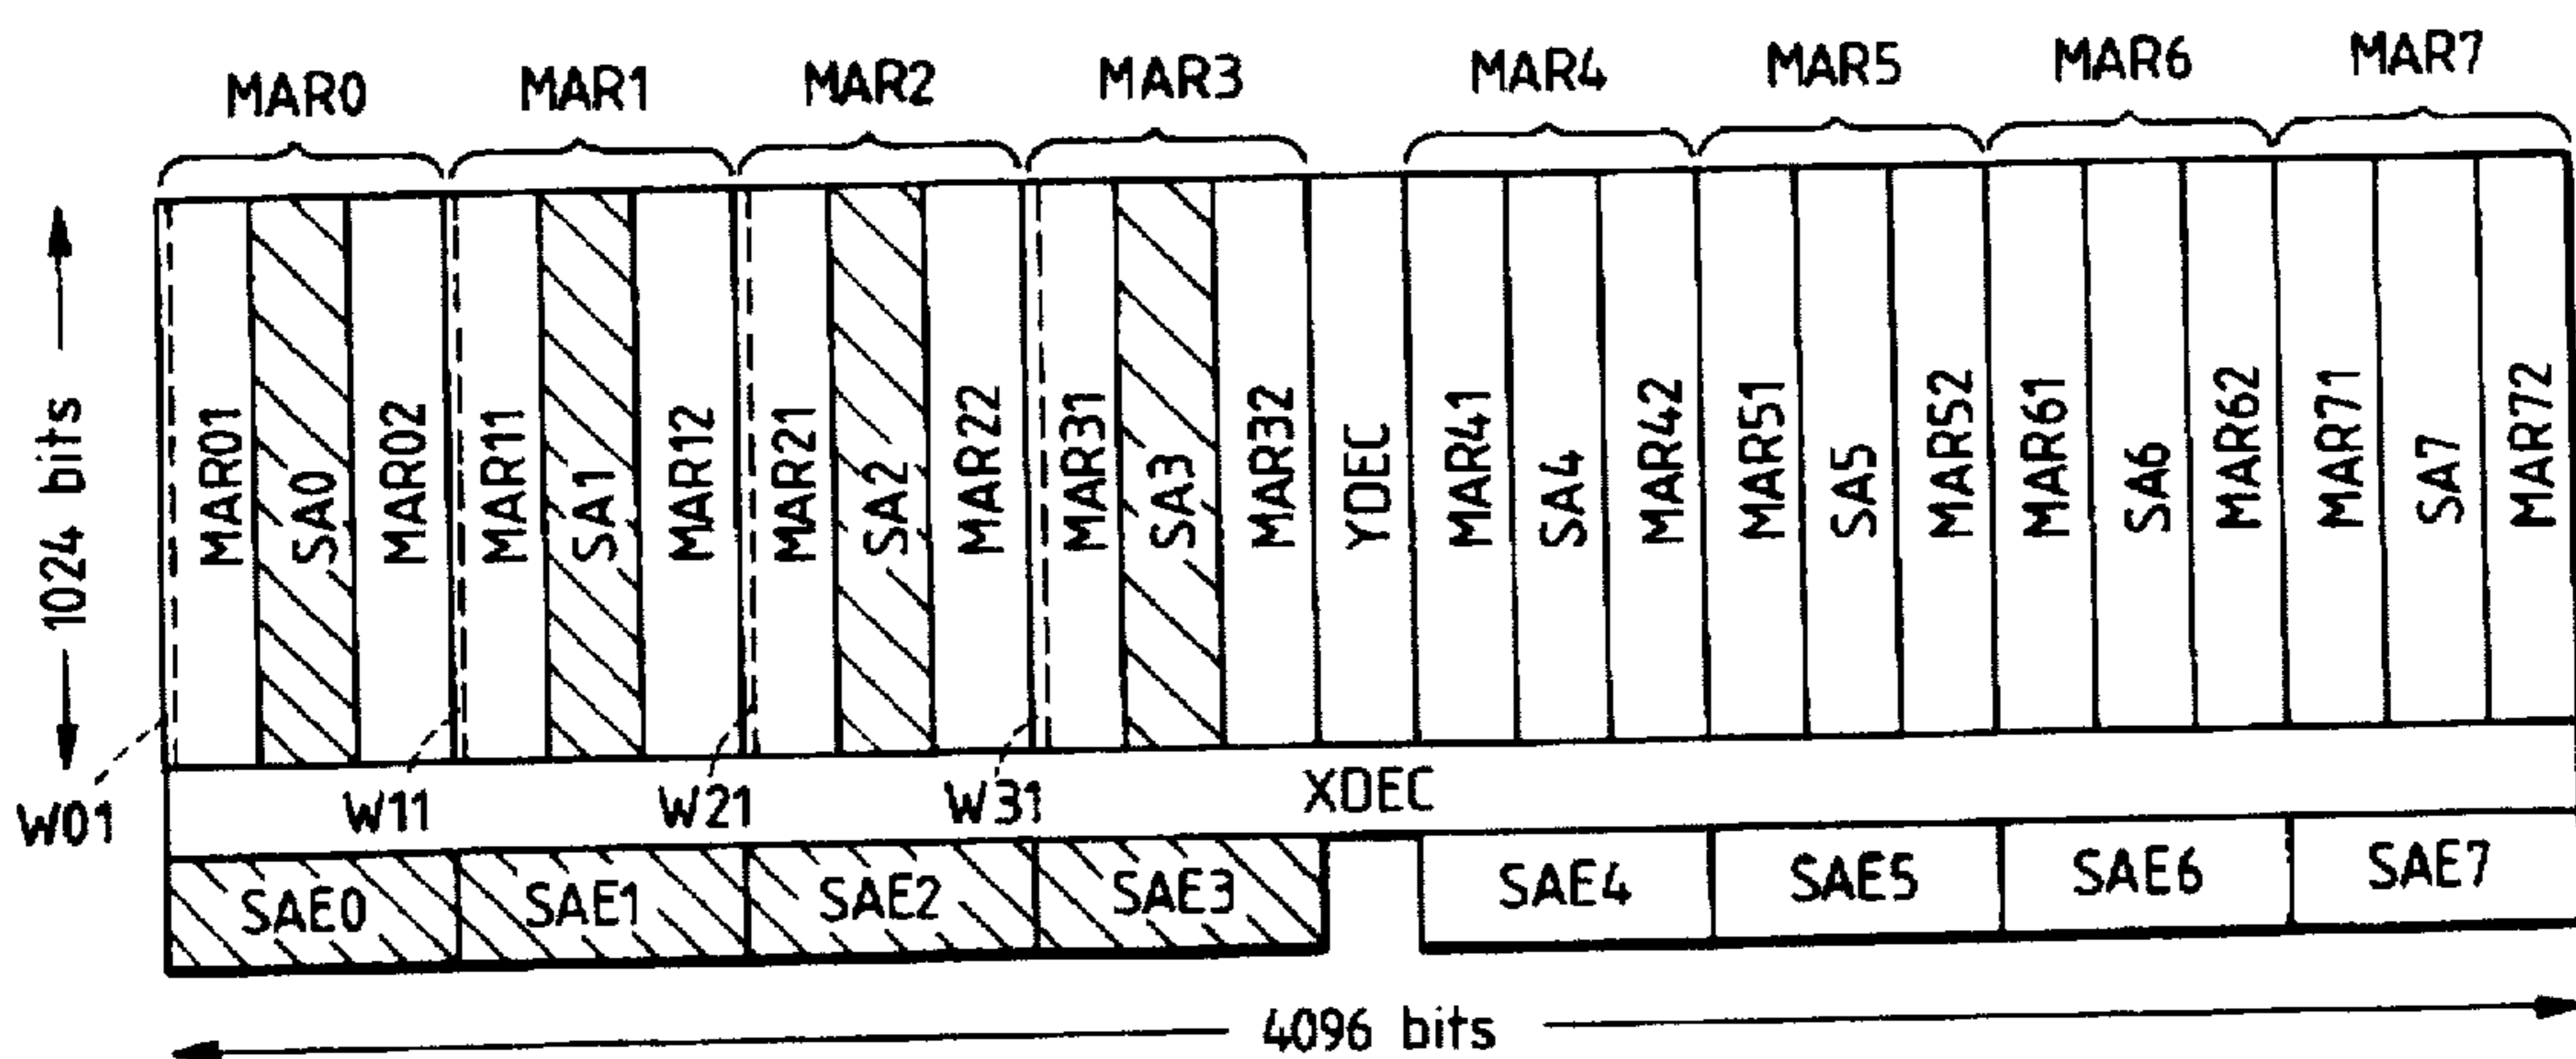 MAR0 MAR1 MAR2 MAR3 MAR4 MAR5 MAR6 MAR7
1024 bits
MAR01 SA0 MAR02 MAR11 SA1 MAR12 MAR21 SA2 MAR22 MAR31 SA3 MAR32 YDEC MAR41 SA4 MAR42 MAR51 SA5 MAR52 MAR61 SA6 MAR62 MAR71 SA7 MAR72
W01 W11 W21 W31 XDEC
SAE0 SAE1 SAE2 SAE3 SAE4 SAE5 SAE6 SAE7
4096 bits